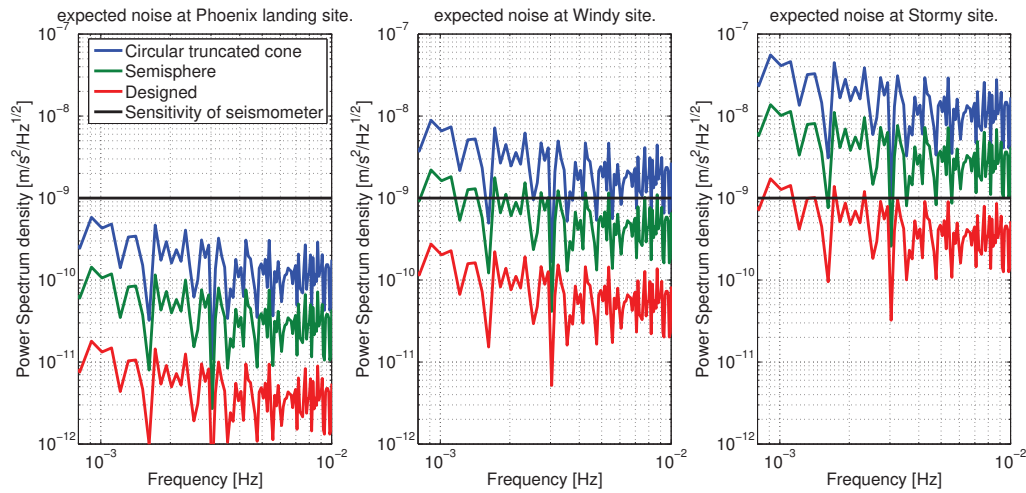 expected noise at Phoenix landing site.
10^-7
10^-8
10^-9
10^-10
10^-11
10^-12
Power Spectrum density [m/s^2/Hz^1/2]
Circular truncated cone
Semisphere
Designed
Sensitivity of seismometer
10^-3
10^-2
Frequency [Hz]
expected noise at Windy site.
10^-7
10^-8
10^-9
10^-10
10^-11
10^-12
Power Spectrum density [m/s^2/Hz^1/2]
10^-3
10^-2
Frequency [Hz]
expected noise at Stormy site.
10^-7
10^-8
10^-9
10^-10
10^-11
10^-12
Power Spectrum density [m/s^2/Hz^1/2]
10^-3
10^-2
Frequency [Hz]